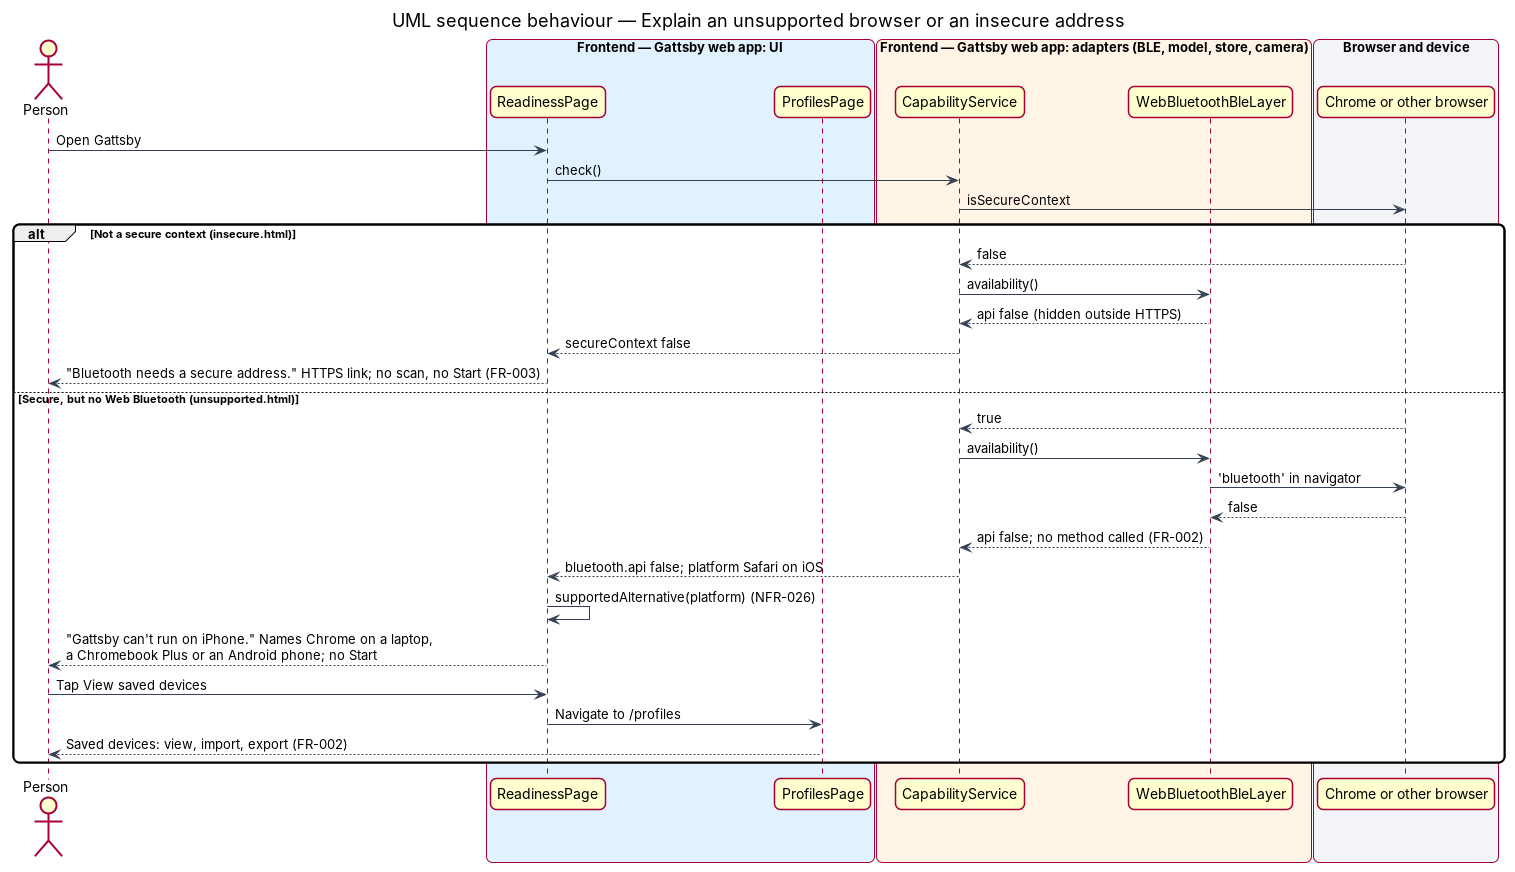 UML sequence behaviour — Explain an unsupported browser or an insecure address
Frontend — Gattsby web app: UI
Frontend — Gattsby web app: adapters (BLE, model, store, camera)
Browser and device
Person
ReadinessPage
ProfilesPage
CapabilityService
WebBluetoothBleLayer
Chrome or other browser
Open Gattsby
check()
isSecureContext
alt
[Not a secure context (insecure.html)]
false
availability()
api false (hidden outside HTTPS)
secureContext false
"Bluetooth needs a secure address." HTTPS link; no scan, no Start (FR-003)
[Secure, but no Web Bluetooth (unsupported.html)]
true
availability()
'bluetooth' in navigator
false
api false; no method called (FR-002)
bluetooth.api false; platform Safari on iOS
supportedAlternative(platform) (NFR-026)
"Gattsby can't run on iPhone." Names Chrome on a laptop,
a Chromebook Plus or an Android phone; no Start
Tap View saved devices
Navigate to /profiles
Saved devices: view, import, export (FR-002)
Person
ReadinessPage
ProfilesPage
CapabilityService
WebBluetoothBleLayer
Chrome or other browser